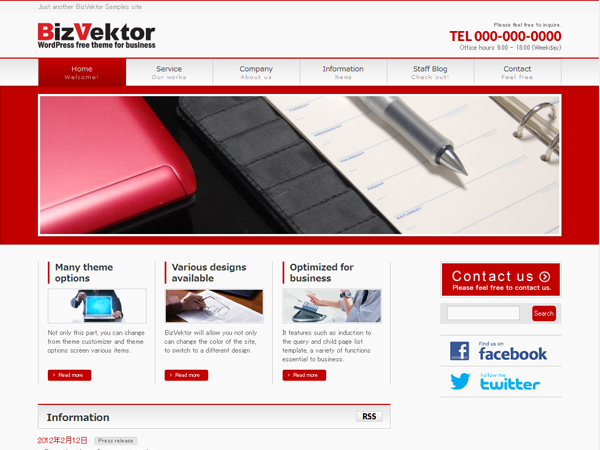 Just another BizVektor Samples site
BizVektor
WordPress free theme for business
Please feel free to inquire.
TEL 000-000-0000
Office hours 9:00 - 18:00 (Weekday)
Home
Welcome!
Service
Our works
Company
About us
Information
News
Staff Blog
Check out!
Contact
Feel free
Many theme
options
Not only this part, you can change
from theme customizer and theme
options screen various items.
Read more
Various designs
available
BizVektor will allow you not only
can change the color of the site,
to switch to a different design.
Read more
Optimized for
business
It features such as induction to
the query and child page list
template, a variety of functions
essential to business.
Read more
Contact us
Please feel free to contact us.
Search
Find us on
facebook
Follow me
twitter
Information
RSS
2012年2月12日 Press release